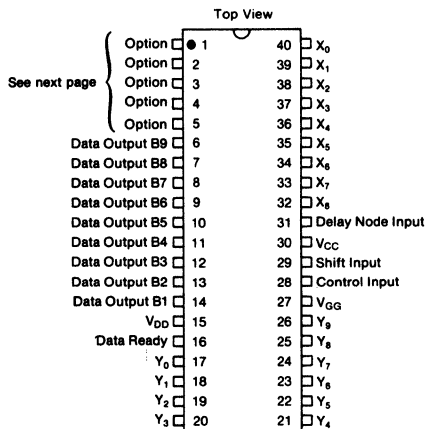 Top View
Option 1 40 X0
Option 2 39 X1
See next page Option 3 38 X2
Option 4 37 X3
Option 5 36 X4
Data Output B9 6 35 X5
Data Output B8 7 34 X6
Data Output B7 8 33 X7
Data Output B6 9 32 X8
Data Output B5 10 31 Delay Node Input
Data Output B4 11 30 VCC
Data Output B3 12 29 Shift Input
Data Output B2 13 28 Control Input
Data Output B1 14 27 VGG
VDD 15 26 Y9
Data Ready 16 25 Y8
Y0 17 24 Y7
Y1 18 23 Y6
Y2 19 22 Y5
Y3 20 21 Y4